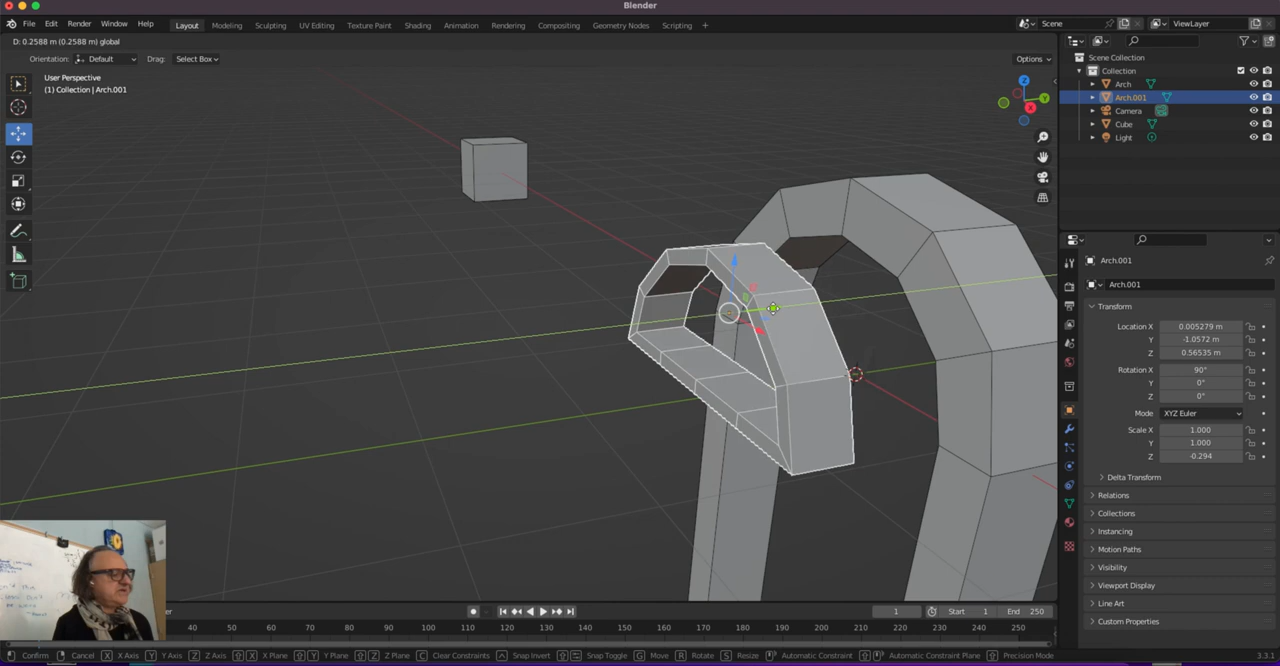 Blender
File Edit Render Window Help Layout Modeling Sculpting UV Editing Texture Paint Shading Animation Rendering Compositing Geometry Nodes Scripting + Scene ViewLayer
D: 0.2588 m (0.2588 m) global
Orientation: Default Drag: Select Box Options
User Perspective
(1) Collection | Arch.001
Z
Y
X
Scene Collection
Collection
Arch
Arch.001
Camera
Cube
Light
Arch.001
Arch.001
Transform
Location X 0.005279 m
Y -1.0572 m
Z 0.56535 m
Rotation X 90°
Y 0°
Z 0°
Mode XYZ Euler
Scale X 1.000
Y 1.000
Z -0.294
Delta Transform
Relations
Collections
Instancing
Motion Paths
Visibility
Viewport Display
Line Art
Custom Properties
1 Start 1 End 250
40 50 60 70 80 90 100 110 120 130 140 150 160 170 180 190 200 210 220 230 240 250
Confirm Cancel X X Axis Y Y Axis Z Z Axis X X Plane Y Y Plane Z Z Plane C Clear Constraints Snap Invert Snap Toggle G Move R Rotate S Resize Automatic Constraint Automatic Constraint Plane Precision Mode 3.3.1